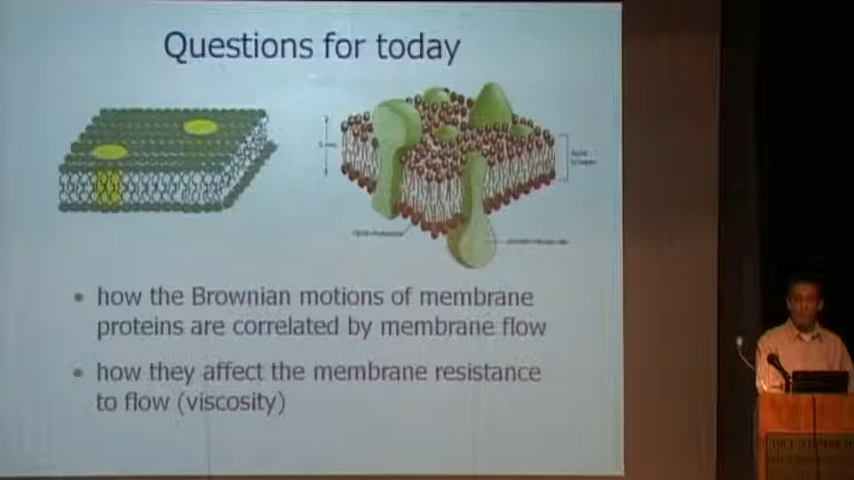 Questions for today
• how the Brownian motions of membrane
proteins are correlated by membrane flow
• how they affect the membrane resistance
to flow (viscosity)